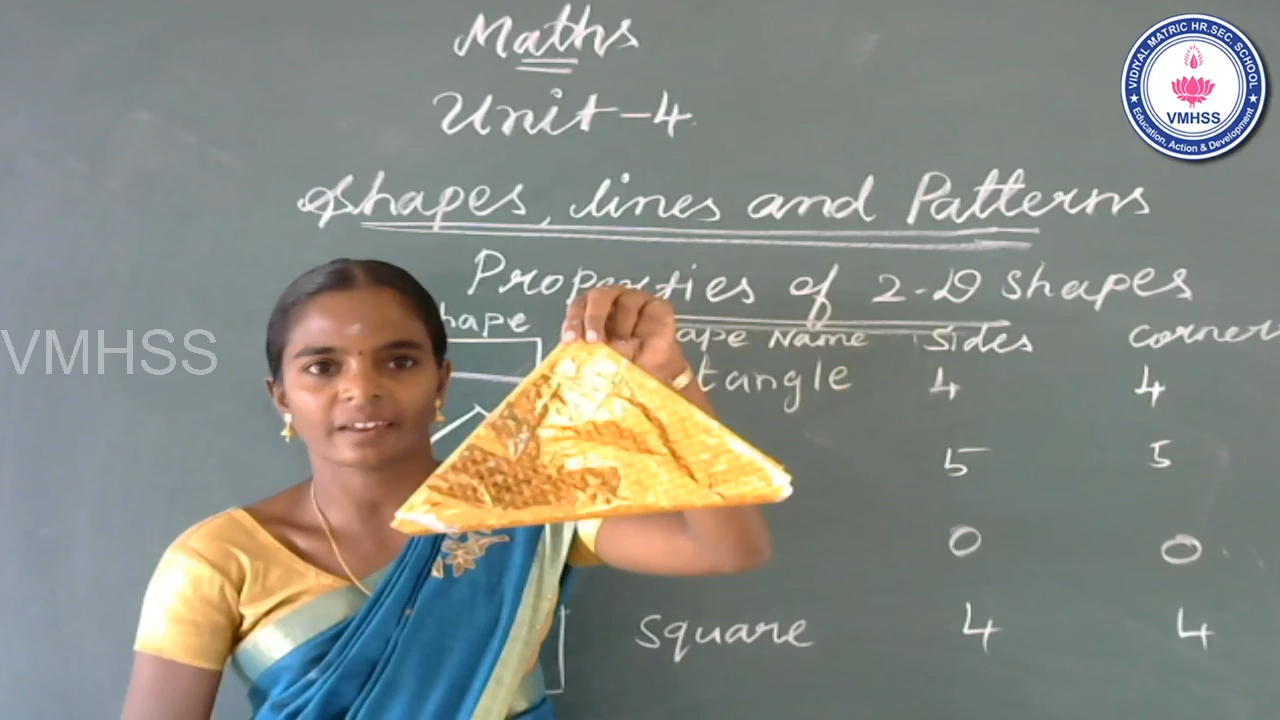 Maths
Unit-4
Shapes, lines and Patterns
Properties of 2-D shapes
hape ape Name Sides Corner
tangle 4 4
5 5
0 0
Square 4 4
VMHSS
VIDIYAL MATRIC HR.SEC. SCHOOL
VMHSS
★ Education, Action & Development ★